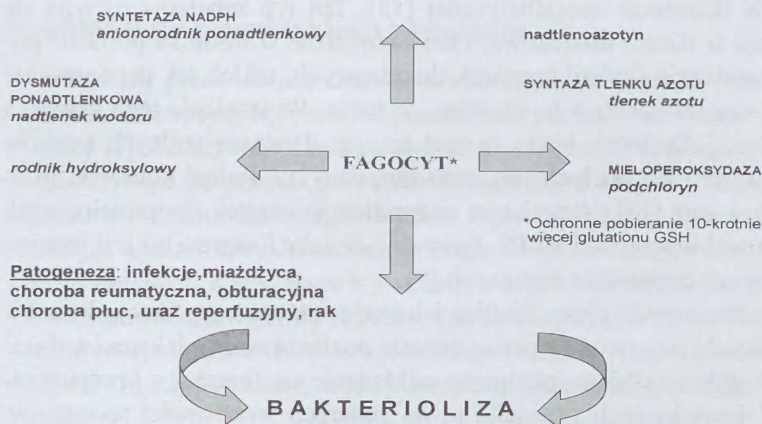 SYNTETAZA NADPH
anionorodnik ponadtlenkowy
nadtlenoazotyn
DYSMUTAZA
PONADTLENKOWA
nadtlenek wodoru
SYNTAZA TLENKU AZOTU
tlenek azotu
rodnik hydroksylowy
FAGOCYT*
MIELOPEROKSYDAZA
podchloryn
*Ochronne pobieranie 10-krotnie
więcej glutationu GSH
Patogeneza: infekcje,miażdżyca,
choroba reumatyczna, obturacyjna
choroba płuc, uraz reperfuzyjny, rak
BAKTERIOLIZA